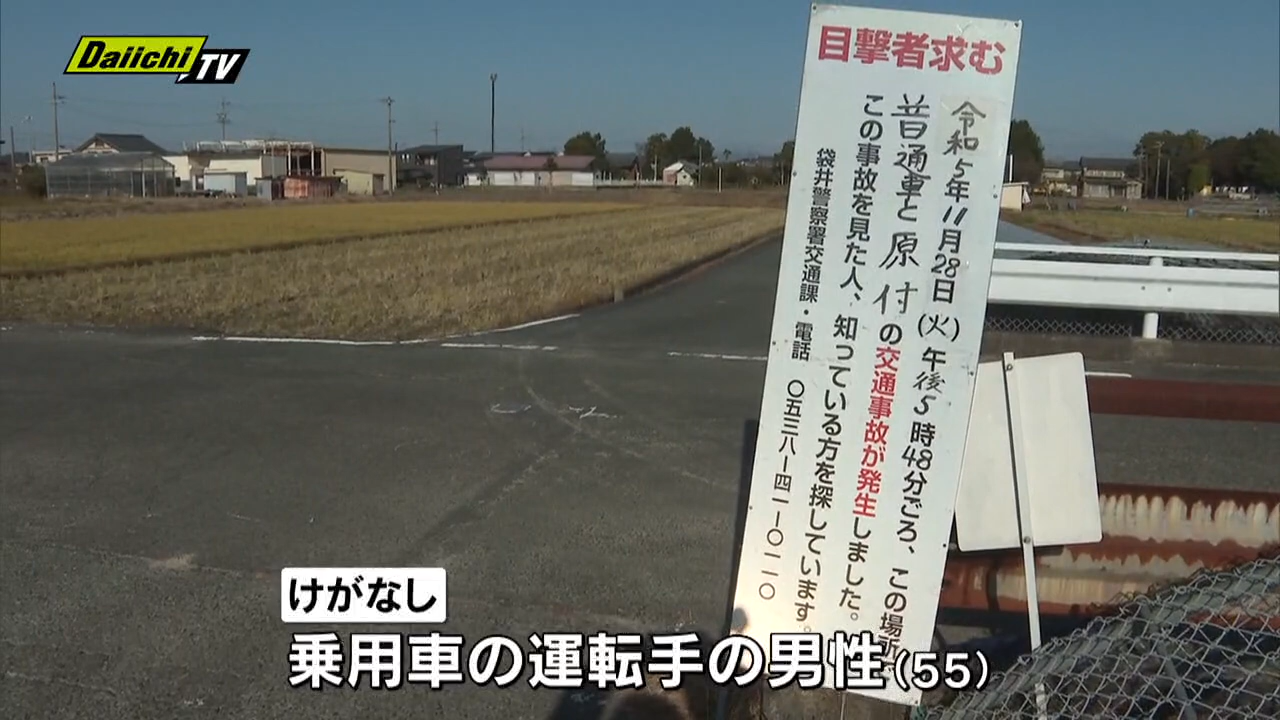 Daiichi TV
目撃者求む
令和5年11月28日(火)午後5時48分ごろ、この場所で
普通車と原付の交通事故が発生しました。
この事故を見た人、知っている方を探しています。
袋井警察署交通課・電話 〇五三八ー四一ー〇一一〇
けがなし
乗用車の運転手の男性(55)